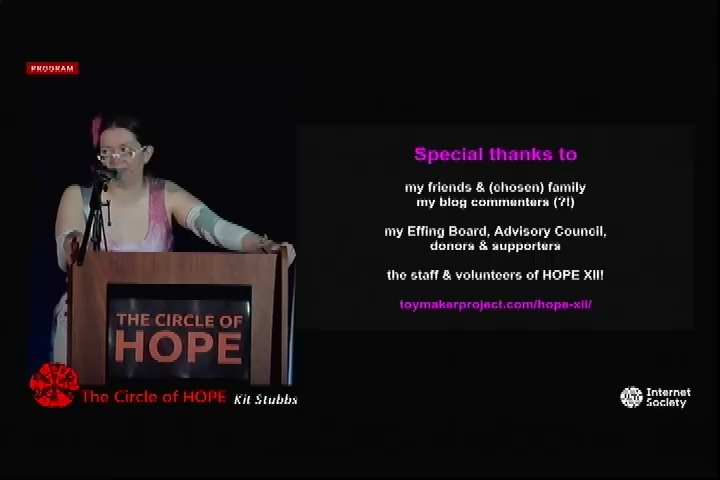 PROGRAM
Special thanks to
my friends & (chosen) family
my blog commenters (?!)
my Effing Board, Advisory Council,
donors & supporters
the staff & volunteers of HOPE XII!
toymakerproject.com/hope-xii/
THE CIRCLE OF
HOPE
The Circle of HOPE Kit Stubbs
Internet
Society